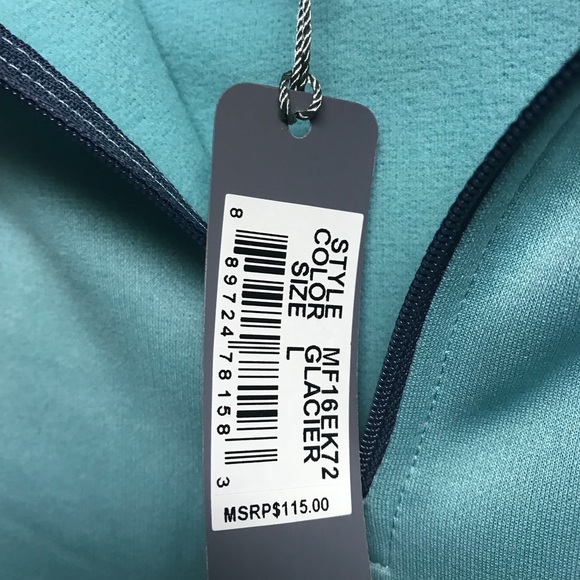 STYLE MF16EK72
COLOR GLACIER
SIZE L
8 89724 78158 3
MSRP$115.00